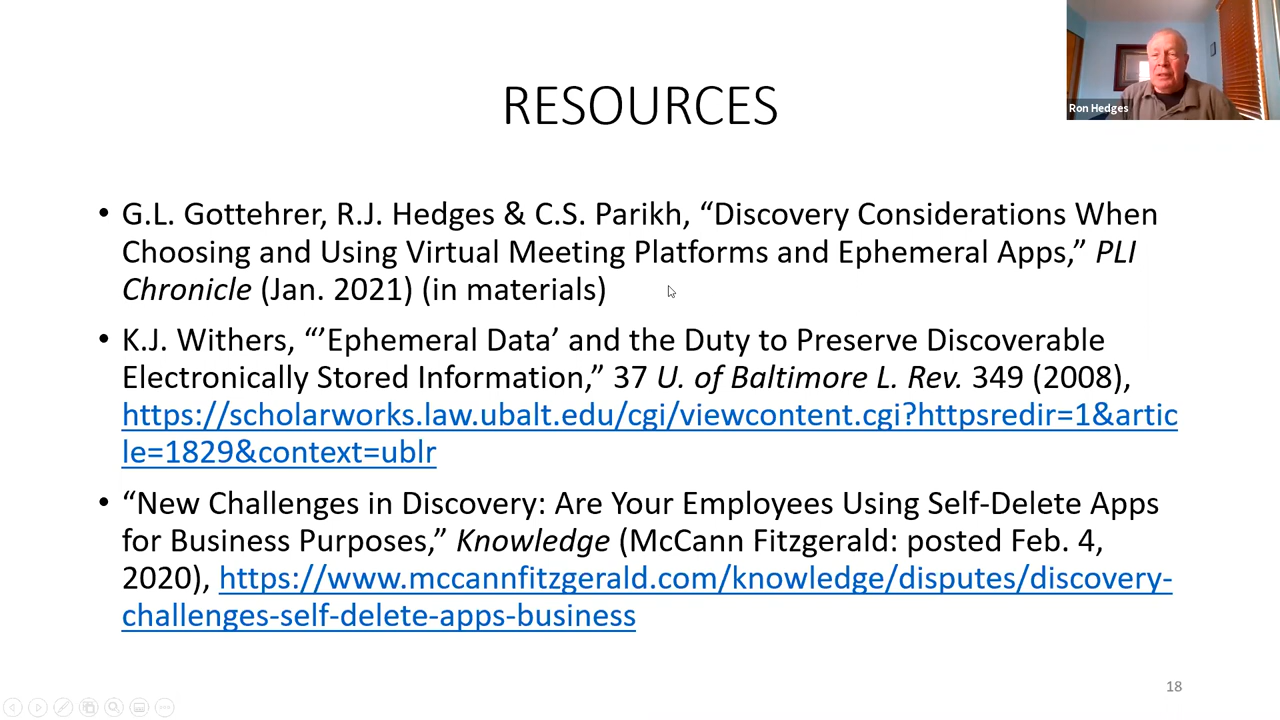 Ron Hedges
RESOURCES
• G.L. Gottehrer, R.J. Hedges & C.S. Parikh, “Discovery Considerations When
Choosing and Using Virtual Meeting Platforms and Ephemeral Apps,” PLI
Chronicle (Jan. 2021) (in materials)
• K.J. Withers, “’Ephemeral Data’ and the Duty to Preserve Discoverable
Electronically Stored Information,” 37 U. of Baltimore L. Rev. 349 (2008),
https://scholarworks.law.ubalt.edu/cgi/viewcontent.cgi?httpsredir=1&artic
le=1829&context=ublr
• “New Challenges in Discovery: Are Your Employees Using Self-Delete Apps
for Business Purposes,” Knowledge (McCann Fitzgerald: posted Feb. 4,
2020), https://www.mccannfitzgerald.com/knowledge/disputes/discovery-
challenges-self-delete-apps-business
18